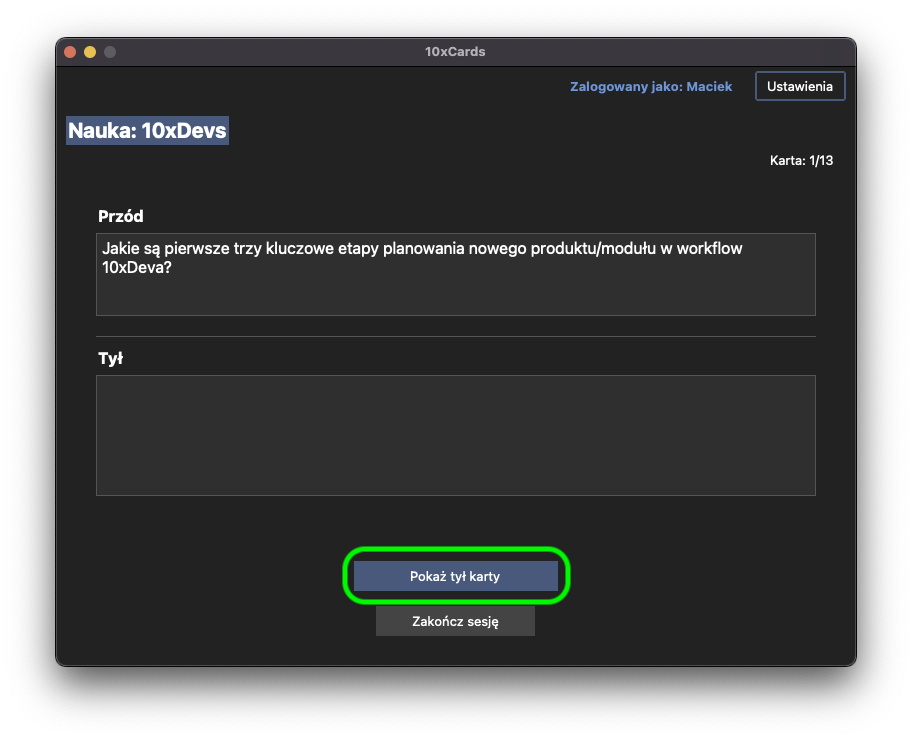 10xCards
Zalogowany jako: Maciek
Ustawienia
Nauka: 10xDevs
Karta: 1/13
Przód
Jakie są pierwsze trzy kluczowe etapy planowania nowego produktu/modułu w workflow
10xDeva?
Tył
Pokaż tył karty
Zakończ sesję